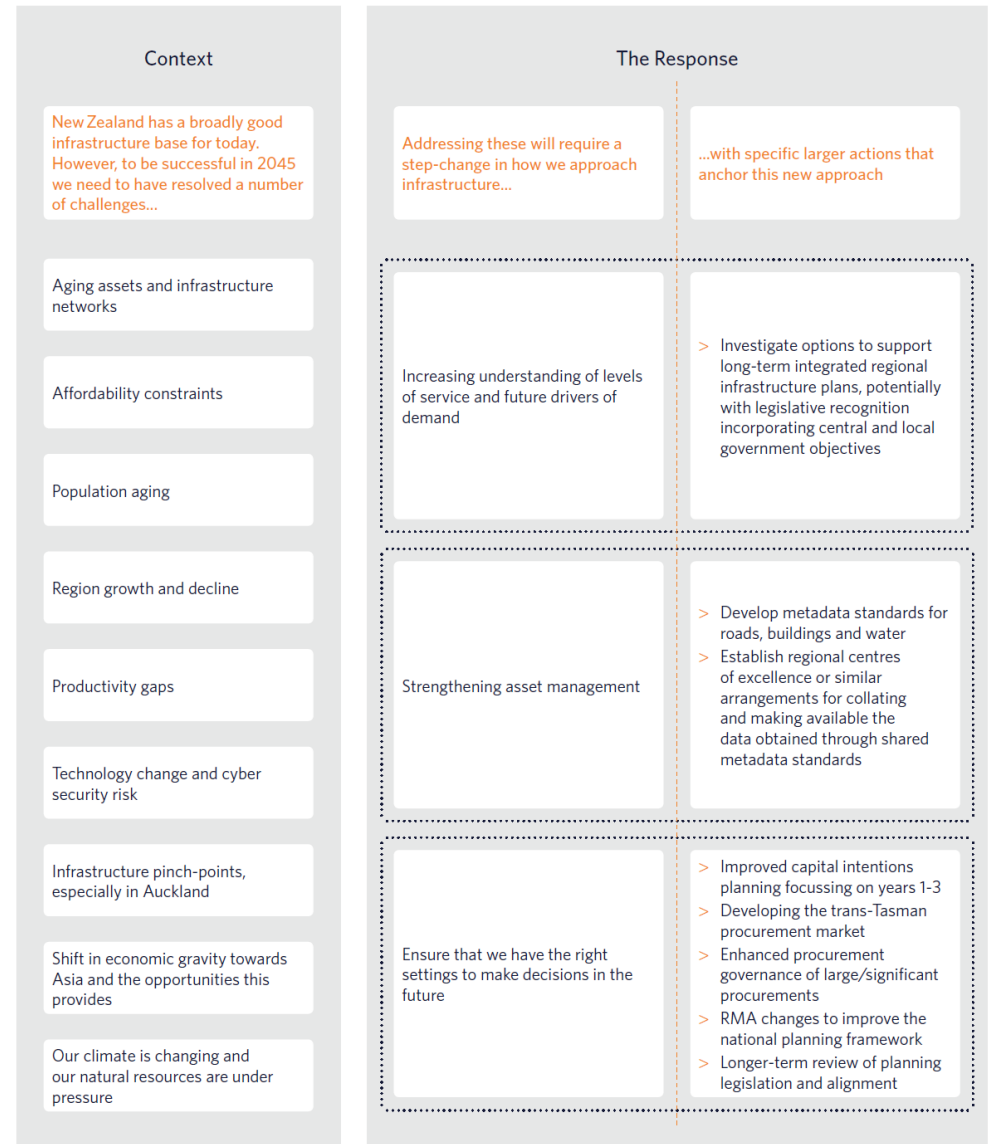 Context
New Zealand has a broadly good
infrastructure base for today.
However, to be successful in 2045
we need to have resolved a number
of challenges...
Aging assets and infrastructure
networks
Affordability constraints
Population aging
Region growth and decline
Productivity gaps
Technology change and cyber
security risk
Infrastructure pinch-points,
especially in Auckland
Shift in economic gravity towards
Asia and the opportunities this
provides
Our climate is changing and
our natural resources are under
pressure
The Response
Addressing these will require a
step-change in how we approach
infrastructure...
...with specific larger actions that
anchor this new approach
Increasing understanding of levels
of service and future drivers of
demand
> Investigate options to support
long-term integrated regional
infrastructure plans, potentially
with legislative recognition
incorporating central and local
government objectives
Strengthening asset management
> Develop metadata standards for
roads, buildings and water
> Establish regional centres
of excellence or similar
arrangements for collating
and making available the
data obtained through shared
metadata standards
Ensure that we have the right
settings to make decisions in the
future
> Improved capital intentions
planning focussing on years 1-3
> Developing the trans-Tasman
procurement market
> Enhanced procurement
governance of large/significant
procurements
> RMA changes to improve the
national planning framework
> Longer-term review of planning
legislation and alignment